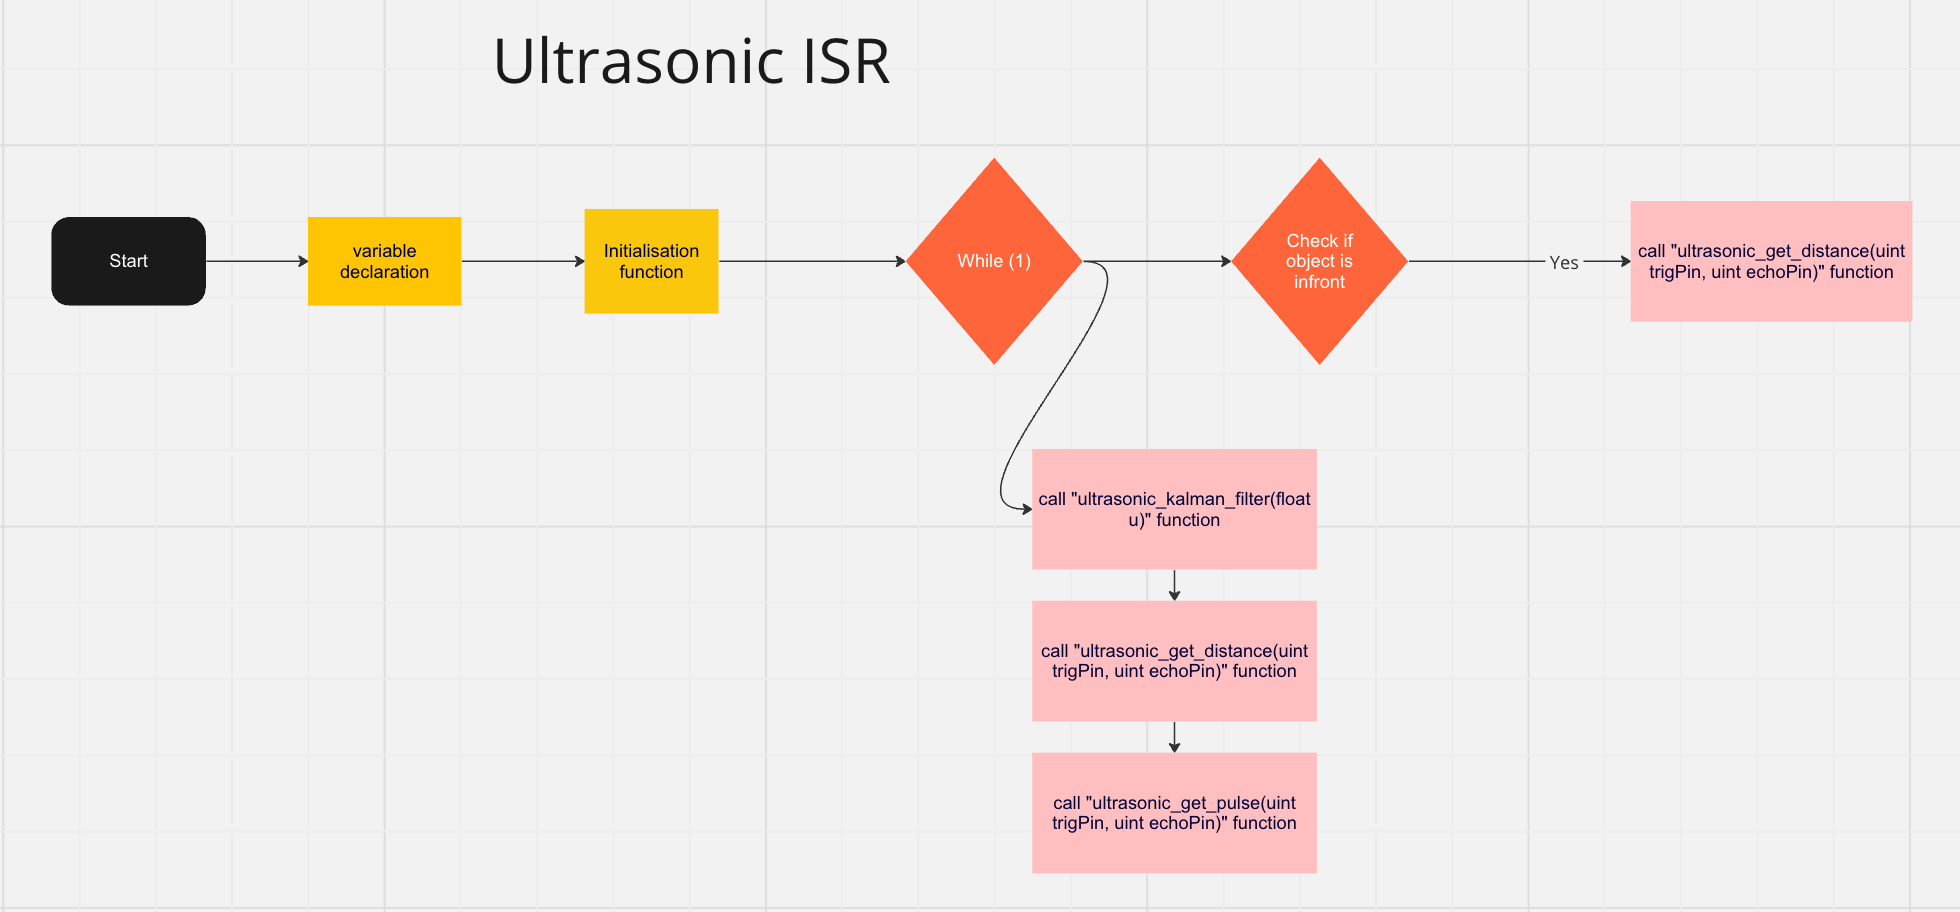 Ultrasonic ISR
Start
variable
declaration
Initialisation
function
While (1)
Check if
object is
infront
Yes
call "ultrasonic_get_distance(uint
trigPin, uint echoPin)" function
call "ultrasonic_kalman_filter(float
u)" function
call "ultrasonic_get_distance(uint
trigPin, uint echoPin)" function
call "ultrasonic_get_pulse(uint
trigPin, uint echoPin)" function